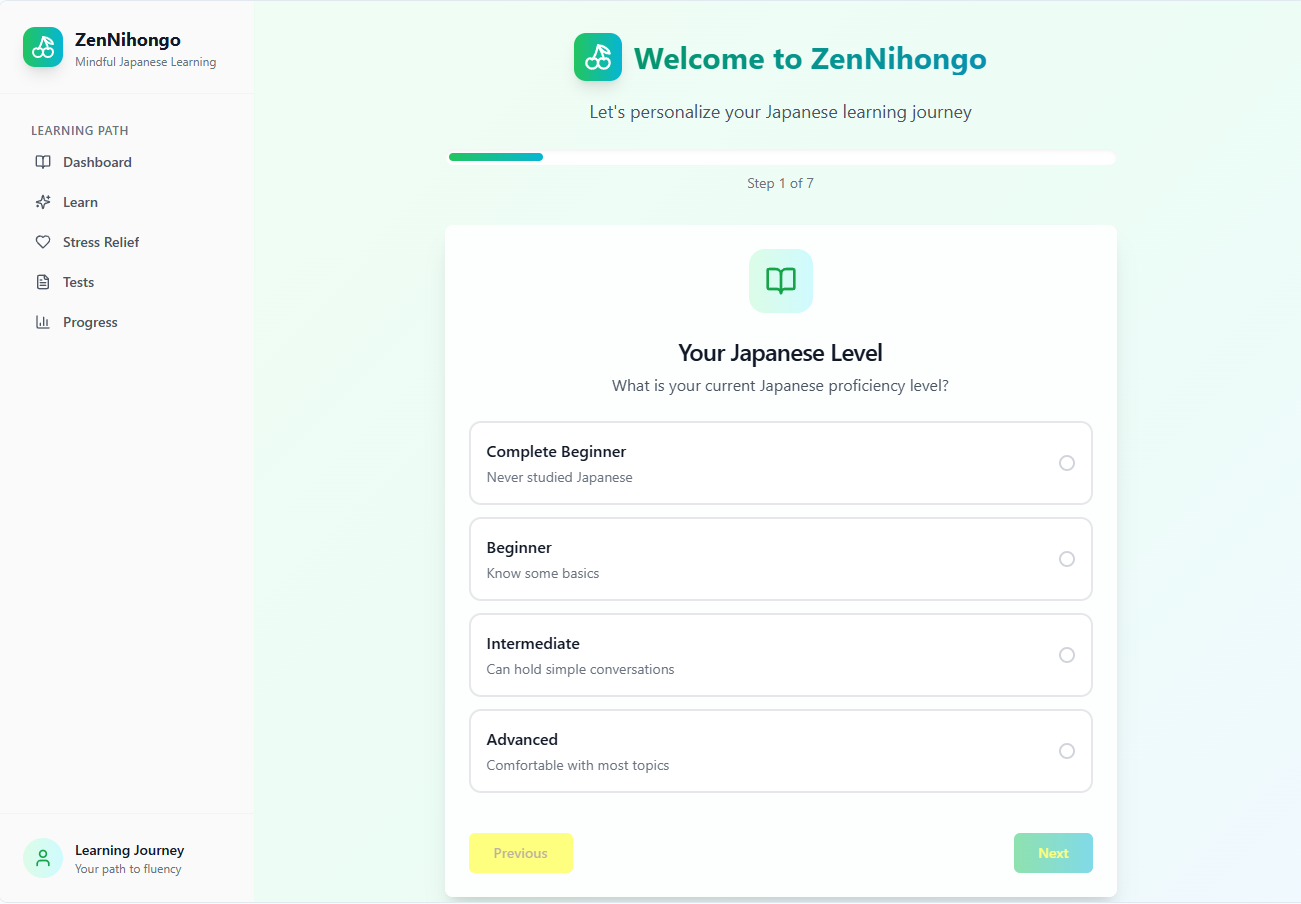 ZenNihongo
Mindful Japanese Learning
LEARNING PATH
Dashboard
Learn
Stress Relief
Tests
Progress
Learning Journey
Your path to fluency
Welcome to ZenNihongo
Let's personalize your Japanese learning journey
Step 1 of 7
Your Japanese Level
What is your current Japanese proficiency level?
Complete Beginner
Never studied Japanese
Beginner
Know some basics
Intermediate
Can hold simple conversations
Advanced
Comfortable with most topics
Previous
Next